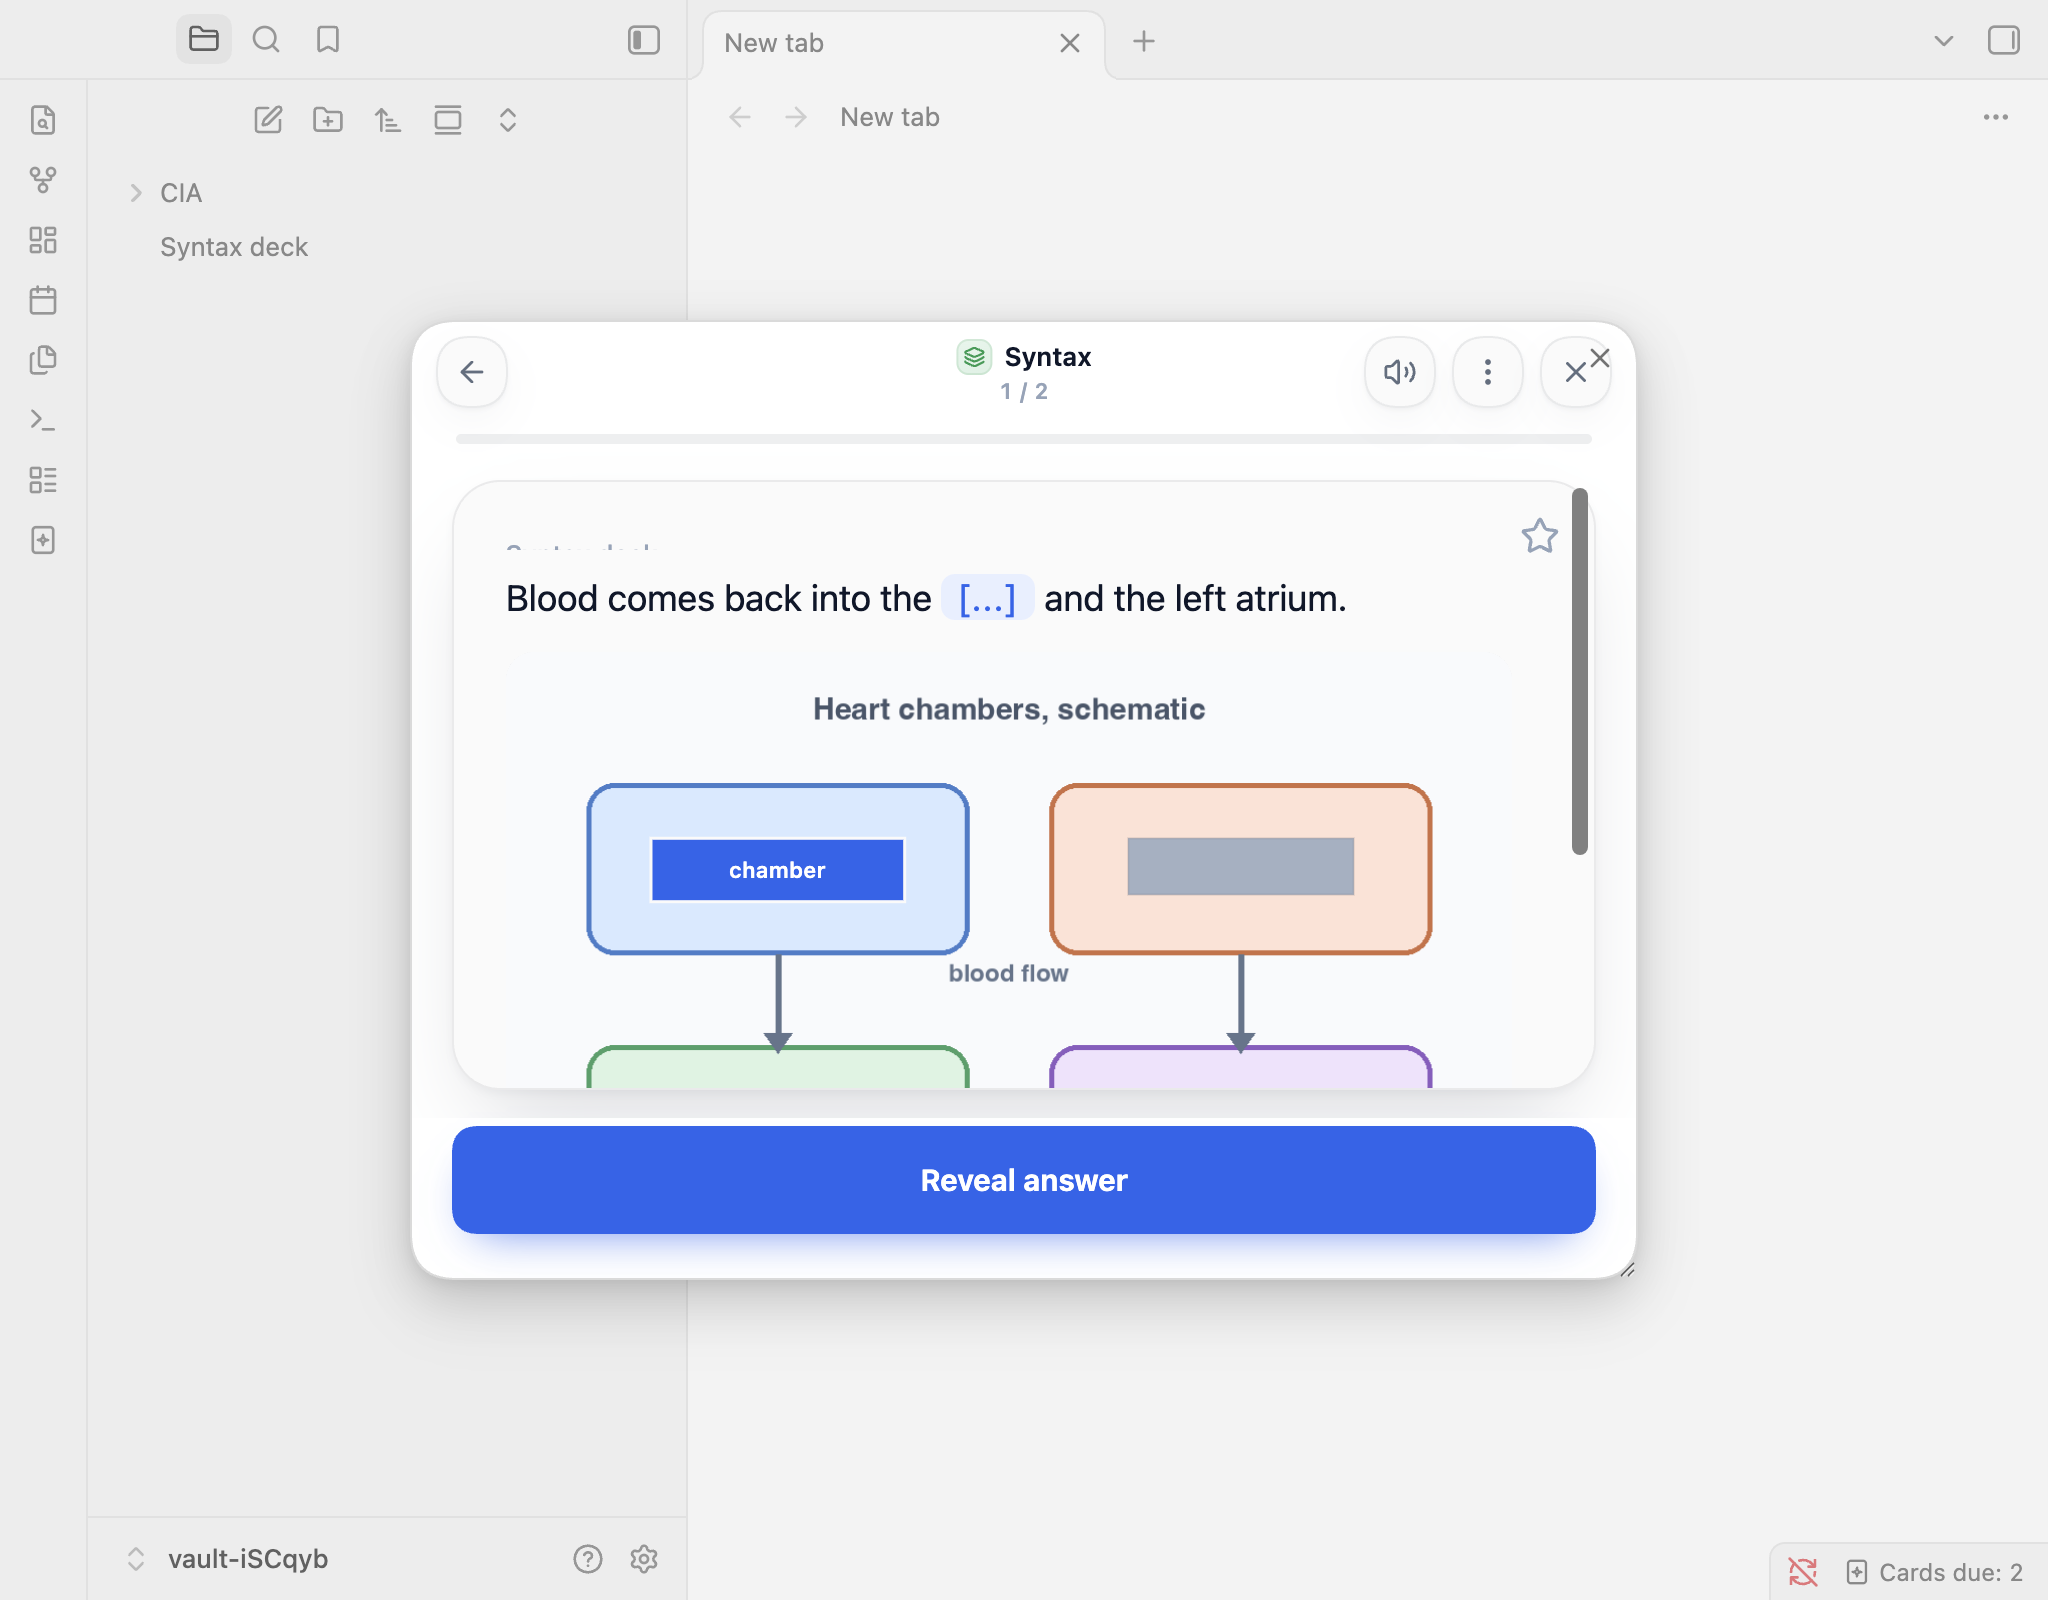 New tab
New tab
CIA
Syntax deck
Syntax
1 / 2
Blood comes back into the [...] and the left atrium.
Heart chambers, schematic
chamber
blood flow
Reveal answer
vault-iSCqyb
Cards due: 2